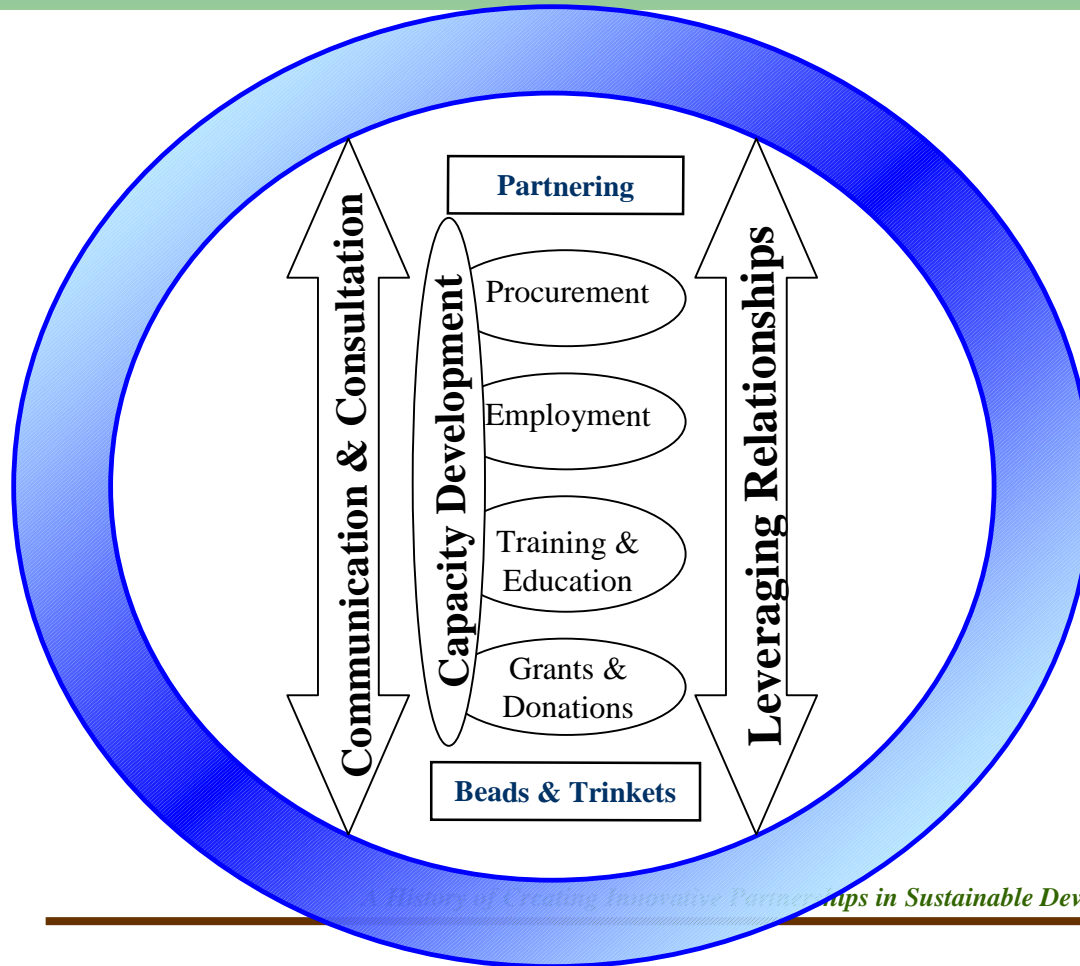 Partnering
Communication & Consultation
Capacity Development
Procurement
Employment
Training &
Education
Grants &
Donations
Leveraging Relationships
Beads & Trinkets
A History of Creating Innovative Partnerships in Sustainable Dev